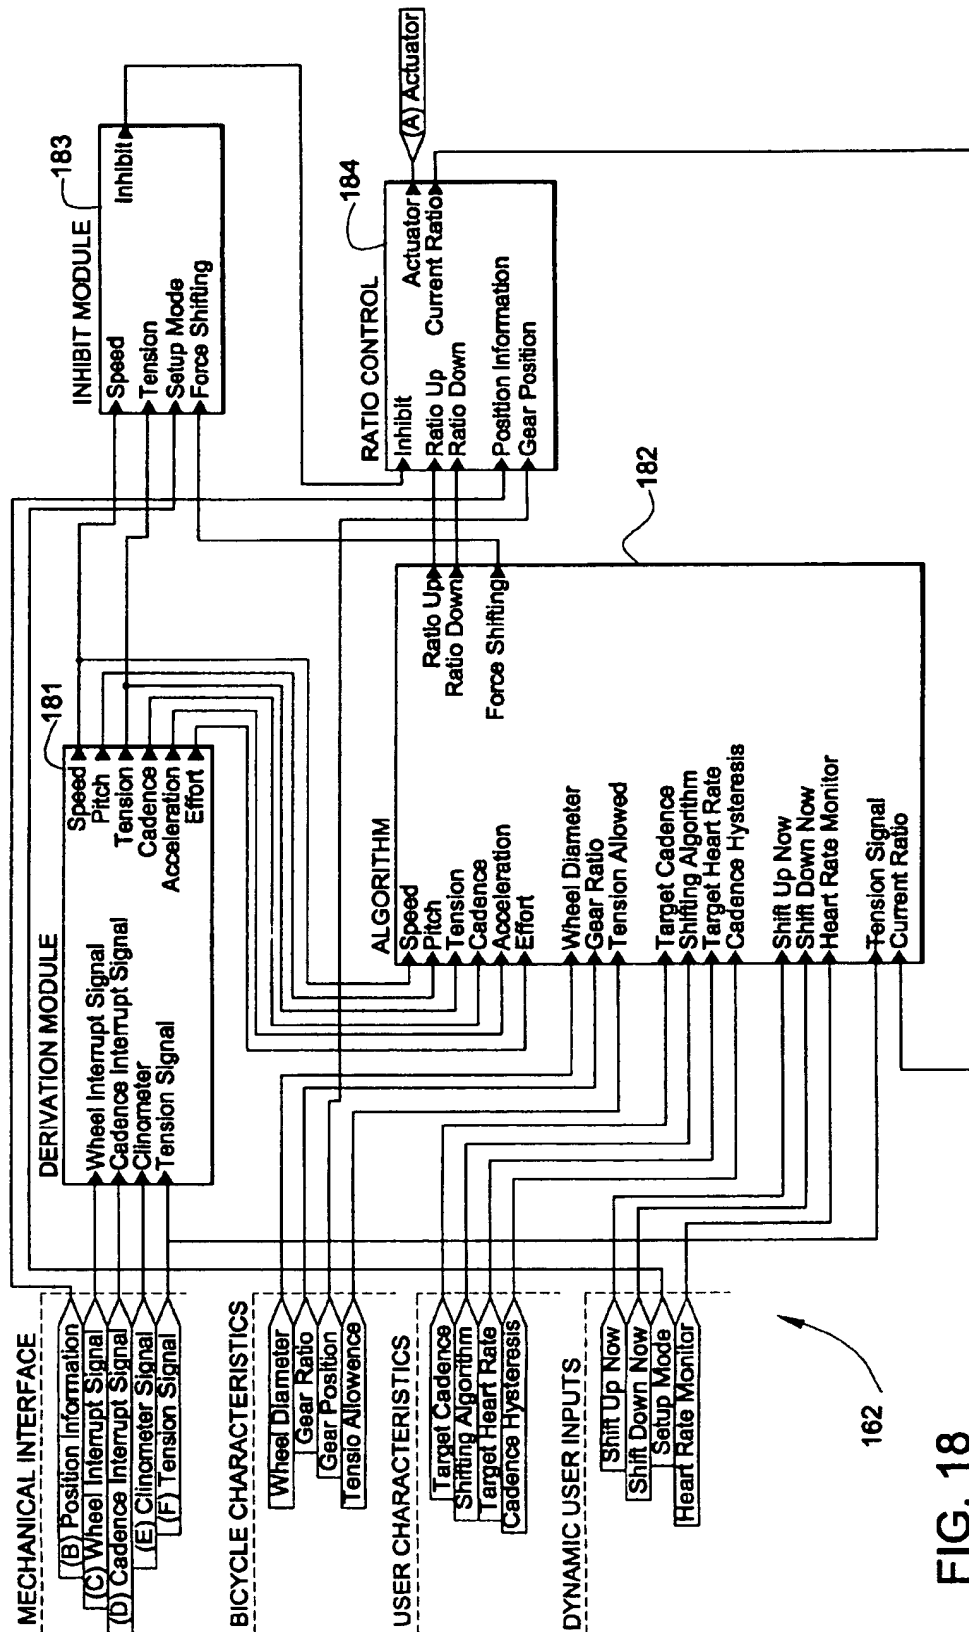 MECHANICAL INTERFACE
(B) Position Information
(C) Wheel Interrupt Signal
(D) Cadence Interrupt Signal
(E) Clinometer Signal
(F) Tension Signal
BICYCLE CHARACTERISTICS
Wheel Diameter
Gear Ratio
Gear Position
Tensio Allowence
USER CHARACTERISTICS
Target Cadence
Shifting Algorithm
Target Heart Rate
Cadence Hysteresis
DYNAMIC USER INPUTS
Shift Up Now
Shift Down Now
Setup Mode
Heart Rate Monitor
DERIVATION MODULE
181
Wheel Interrupt Signal
Cadence Interrupt Signal
Clinometer
Tension Signal
Speed
Pitch
Tension
Cadence
Acceleration
Effort
ALGORITHM
182
Speed
Pitch
Tension
Cadence
Acceleration
Effort
Wheel Diameter
Gear Ratio
Tension Allowed
Target Cadence
Shifting Algorithm
Target Heart Rate
Cadence Hysteresis
Shift Up Now
Shift Down Now
Heart Rate Monitor
Tension Signal
Current Ratio
Ratio Up
Ratio Down
Force Shifting
INHIBIT MODULE
183
Speed
Tension
Setup Mode
Force Shifting
Inhibit
RATIO CONTROL
184
Inhibit
Ratio Up
Ratio Down
Position Information
Gear Position
Actuator
Current Ratio
(A) Actuator
162
FIG. 18